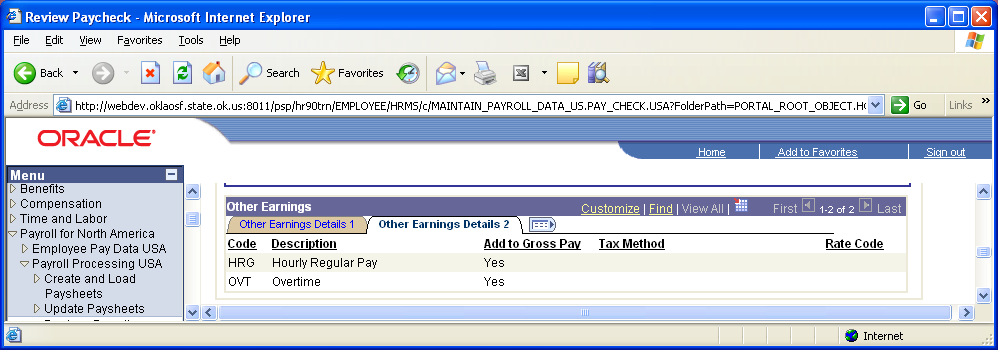 Review Paycheck - Microsoft Internet Explorer
File Edit View Favorites Tools Help
Back Search Favorites
Address http://webdev.oklaosf.state.ok.us:8011/psp/hr90trn/EMPLOYEE/HRMS/c/MAINTAIN_PAYROLL_DATA_US.PAY_CHECK.USA?FolderPath=PORTAL_ROOT_OBJECT.HC Go Links »
ORACLE
Home Add to Favorites Sign out
Menu
Benefits
Compensation
Time and Labor
Payroll for North America
Employee Pay Data USA
Payroll Processing USA
Create and Load
Paysheets
Update Paysheets
Other Earnings Customize | Find | View All | First 1-2 of 2 Last
Other Earnings Details 1 Other Earnings Details 2
Code Description Add to Gross Pay Tax Method Rate Code
HRG Hourly Regular Pay Yes
OVT Overtime Yes
Internet